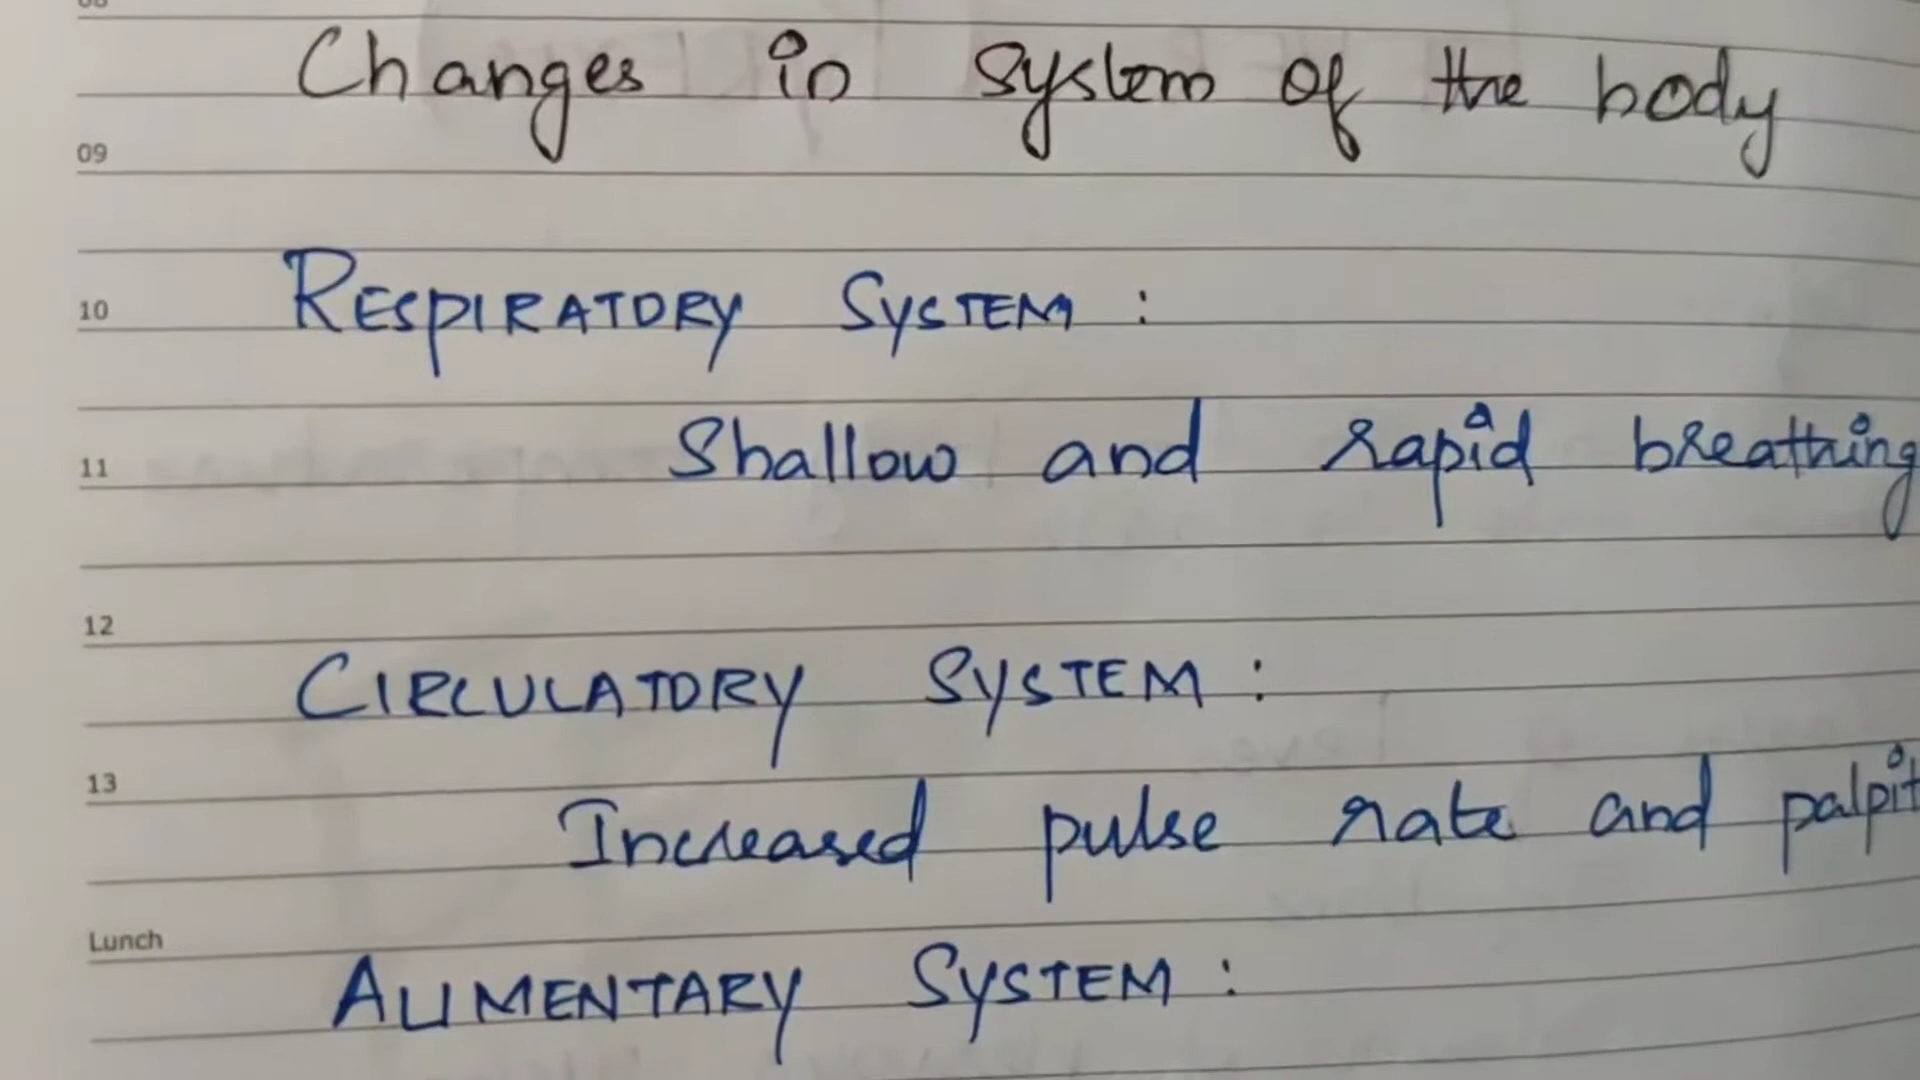 Changes in system of the body
09
10 RESPIRATORY SYSTEM :
11 Shallow and rapid breathing
12
CIRCULATORY SYSTEM :
13
Increased pulse rate and palpit
Lunch
ALIMENTARY SYSTEM :